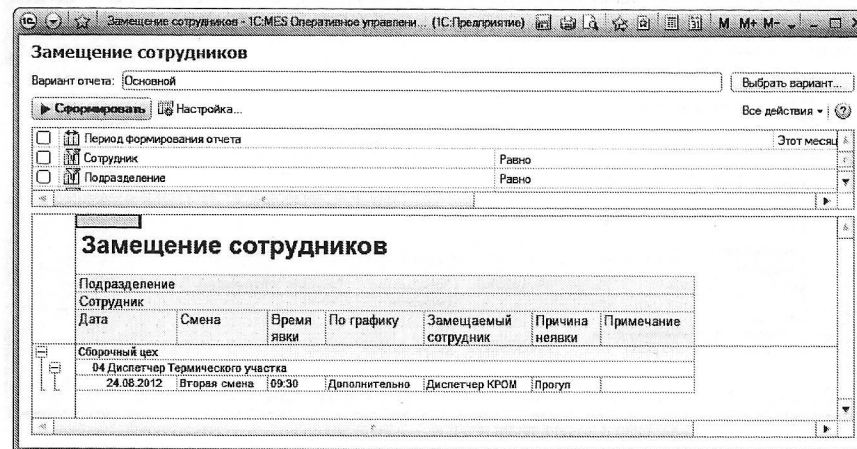 Замещение сотрудников - 1С:MES Оперативное управлени... (1С:Предприятие) M M+ M-
Замещение сотрудников
Вариант отчета: Основной Выбрать вариант...
Сформировать Настройка... Все действия ?
Период формирования отчета Этот месяц
Сотрудник Равно
Подразделение Равно
Замещение сотрудников
Подразделение
Сотрудник
Дата Смена Время явки По графику Замещаемый сотрудник Причина неявки Примечание
Сборочный цех
04 Диспетчер Термического участка
24.08.2012 Вторая смена 09:30 Дополнительно Диспетчер КРОМ Прогул